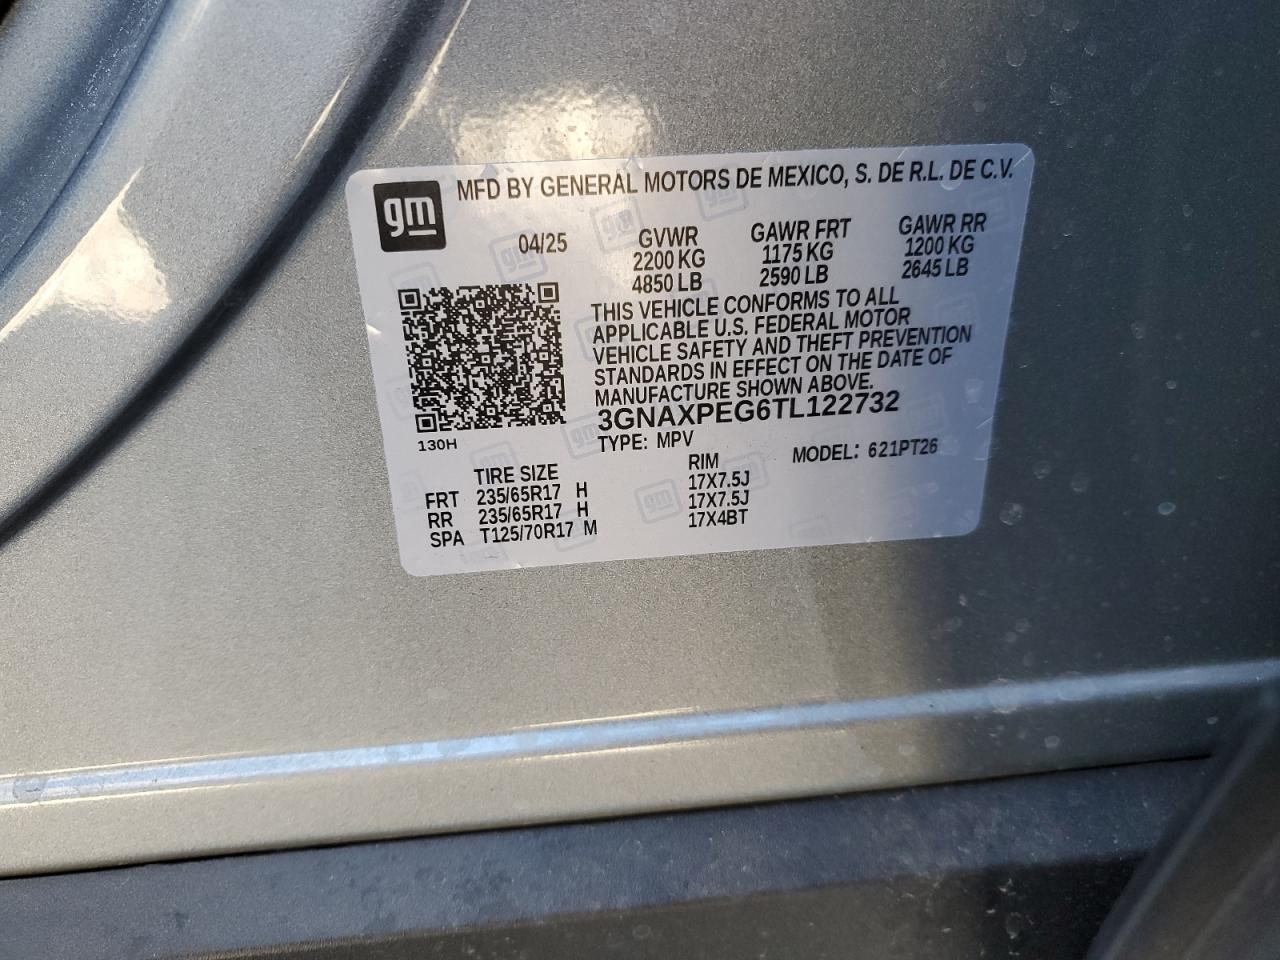 gm
MFD BY GENERAL MOTORS DE MEXICO, S. DE R.L. DE C.V.
04/25 GVWR GAWR FRT GAWR RR
2200 KG 1175 KG 1200 KG
4850 LB 2590 LB 2645 LB
THIS VEHICLE CONFORMS TO ALL
APPLICABLE U.S. FEDERAL MOTOR
VEHICLE SAFETY AND THEFT PREVENTION
STANDARDS IN EFFECT ON THE DATE OF
MANUFACTURE SHOWN ABOVE.
3GNAXPEG6TL122732
130H
TYPE: MPV MODEL: 621PT26
TIRE SIZE RIM
FRT 235/65R17 H 17X7.5J
RR 235/65R17 H 17X7.5J
SPA T125/70R17 M 17X4BT